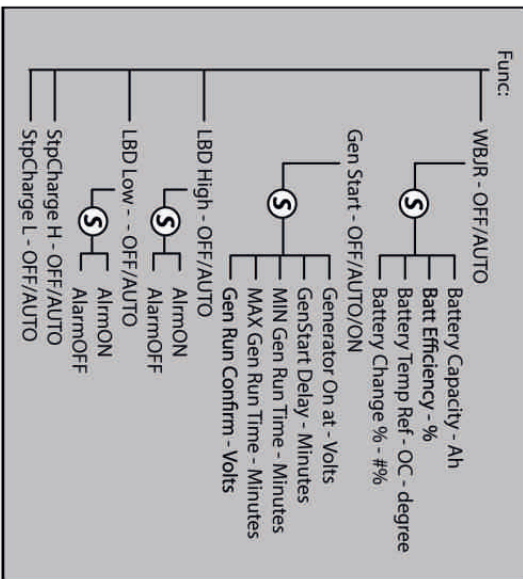 Func:
WBJR - OFF/AUTO
S
Battery Capacity - Ah
Batt Efficiency - %
Battery Temp Ref - OC - degree
Battery Change % - #%
Gen Start - OFF/AUTO/ON
S
Generator On at - Volts
GenStart Delay - Minutes
MIN Gen Run Time - Minutes
MAX Gen Run Time - Minutes
Gen Run Confirm - Volts
LBD High - OFF/AUTO
S
AlrmON
AlarmOFF
LBD Low - - OFF/AUTO
S
AlrmON
AlarmOFF
StpCharge H - OFF/AUTO
StpCharge L - OFF/AUTO